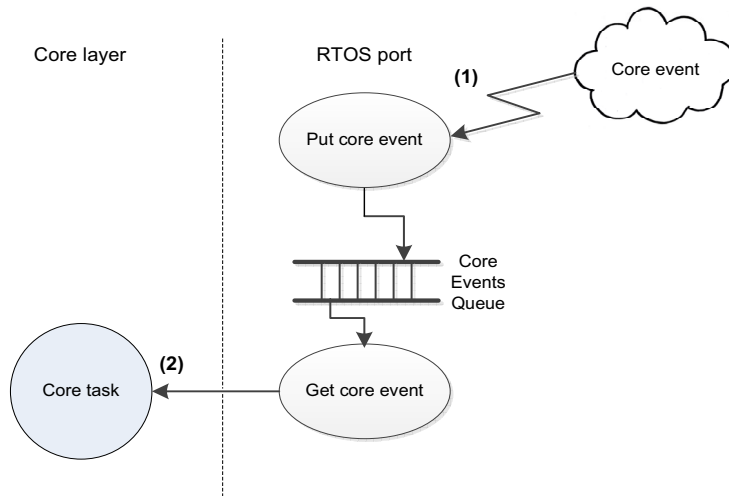 Core layer
RTOS port
Core event
(1)
Put core event
Core
Events
Queue
(2)
Core task
Get core event